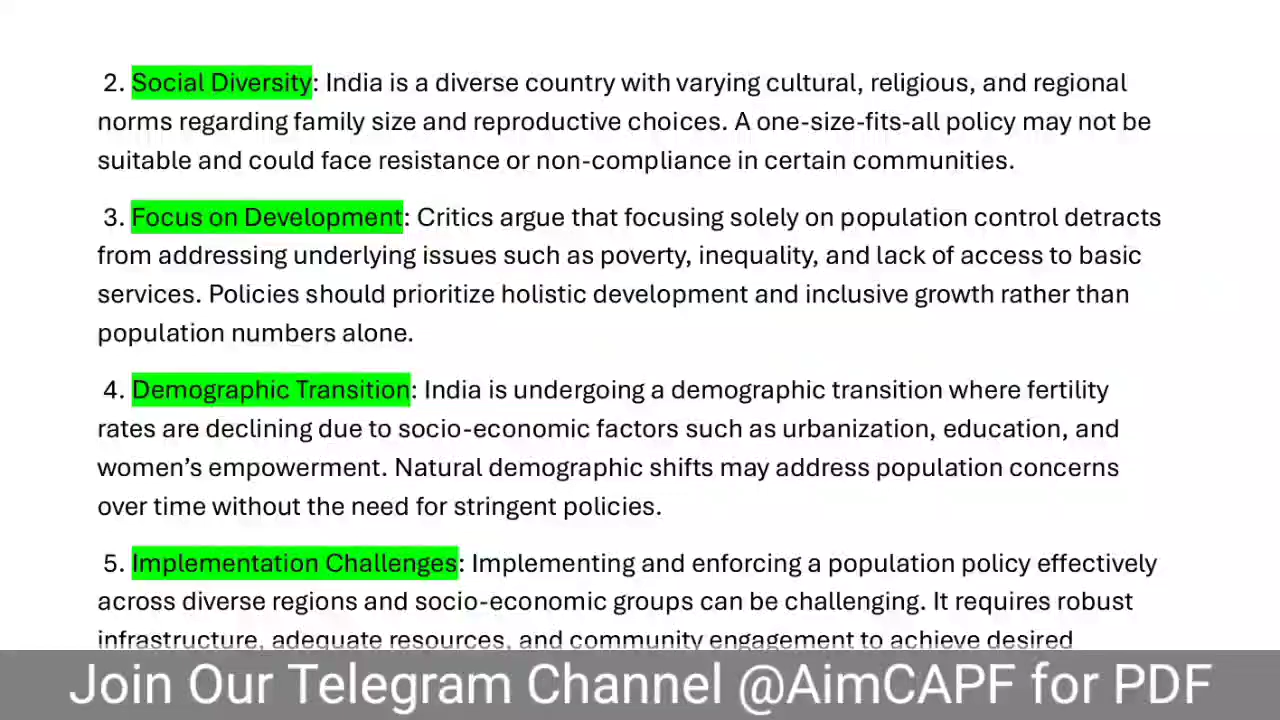 2. Social Diversity: India is a diverse country with varying cultural, religious, and regional
norms regarding family size and reproductive choices. A one-size-fits-all policy may not be
suitable and could face resistance or non-compliance in certain communities.
3. Focus on Development: Critics argue that focusing solely on population control detracts
from addressing underlying issues such as poverty, inequality, and lack of access to basic
services. Policies should prioritize holistic development and inclusive growth rather than
population numbers alone.
4. Demographic Transition: India is undergoing a demographic transition where fertility
rates are declining due to socio-economic factors such as urbanization, education, and
women’s empowerment. Natural demographic shifts may address population concerns
over time without the need for stringent policies.
5. Implementation Challenges: Implementing and enforcing a population policy effectively
across diverse regions and socio-economic groups can be challenging. It requires robust
infrastructure, adequate resources, and community engagement to achieve desired
Join Our Telegram Channel @AimCAPF for PDF